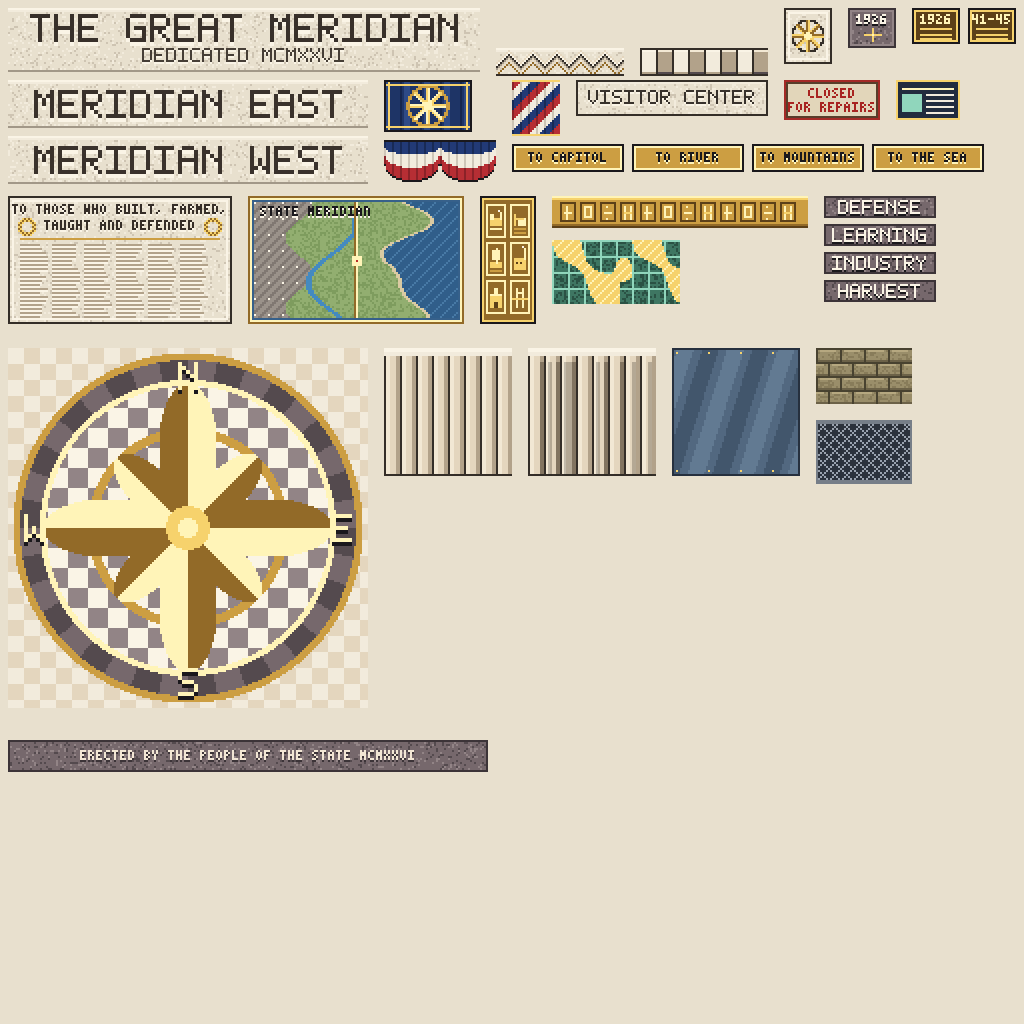 THE GREAT MERIDIAN
DEDICATED MCMXXVI
1926
1926
41-45
MERIDIAN EAST
VISITOR CENTER
CLOSED
FOR REPAIRS
MERIDIAN WEST
TO CAPITOL
TO RIVER
TO MOUNTAINS
TO THE SEA
TO THOSE WHO BUILT, FARMED,
TAUGHT AND DEFENDED
STATE MERIDIAN
DEFENSE
LEARNING
INDUSTRY
HARVEST
N
W
E
S
ERECTED BY THE PEOPLE OF THE STATE MCMXXVI